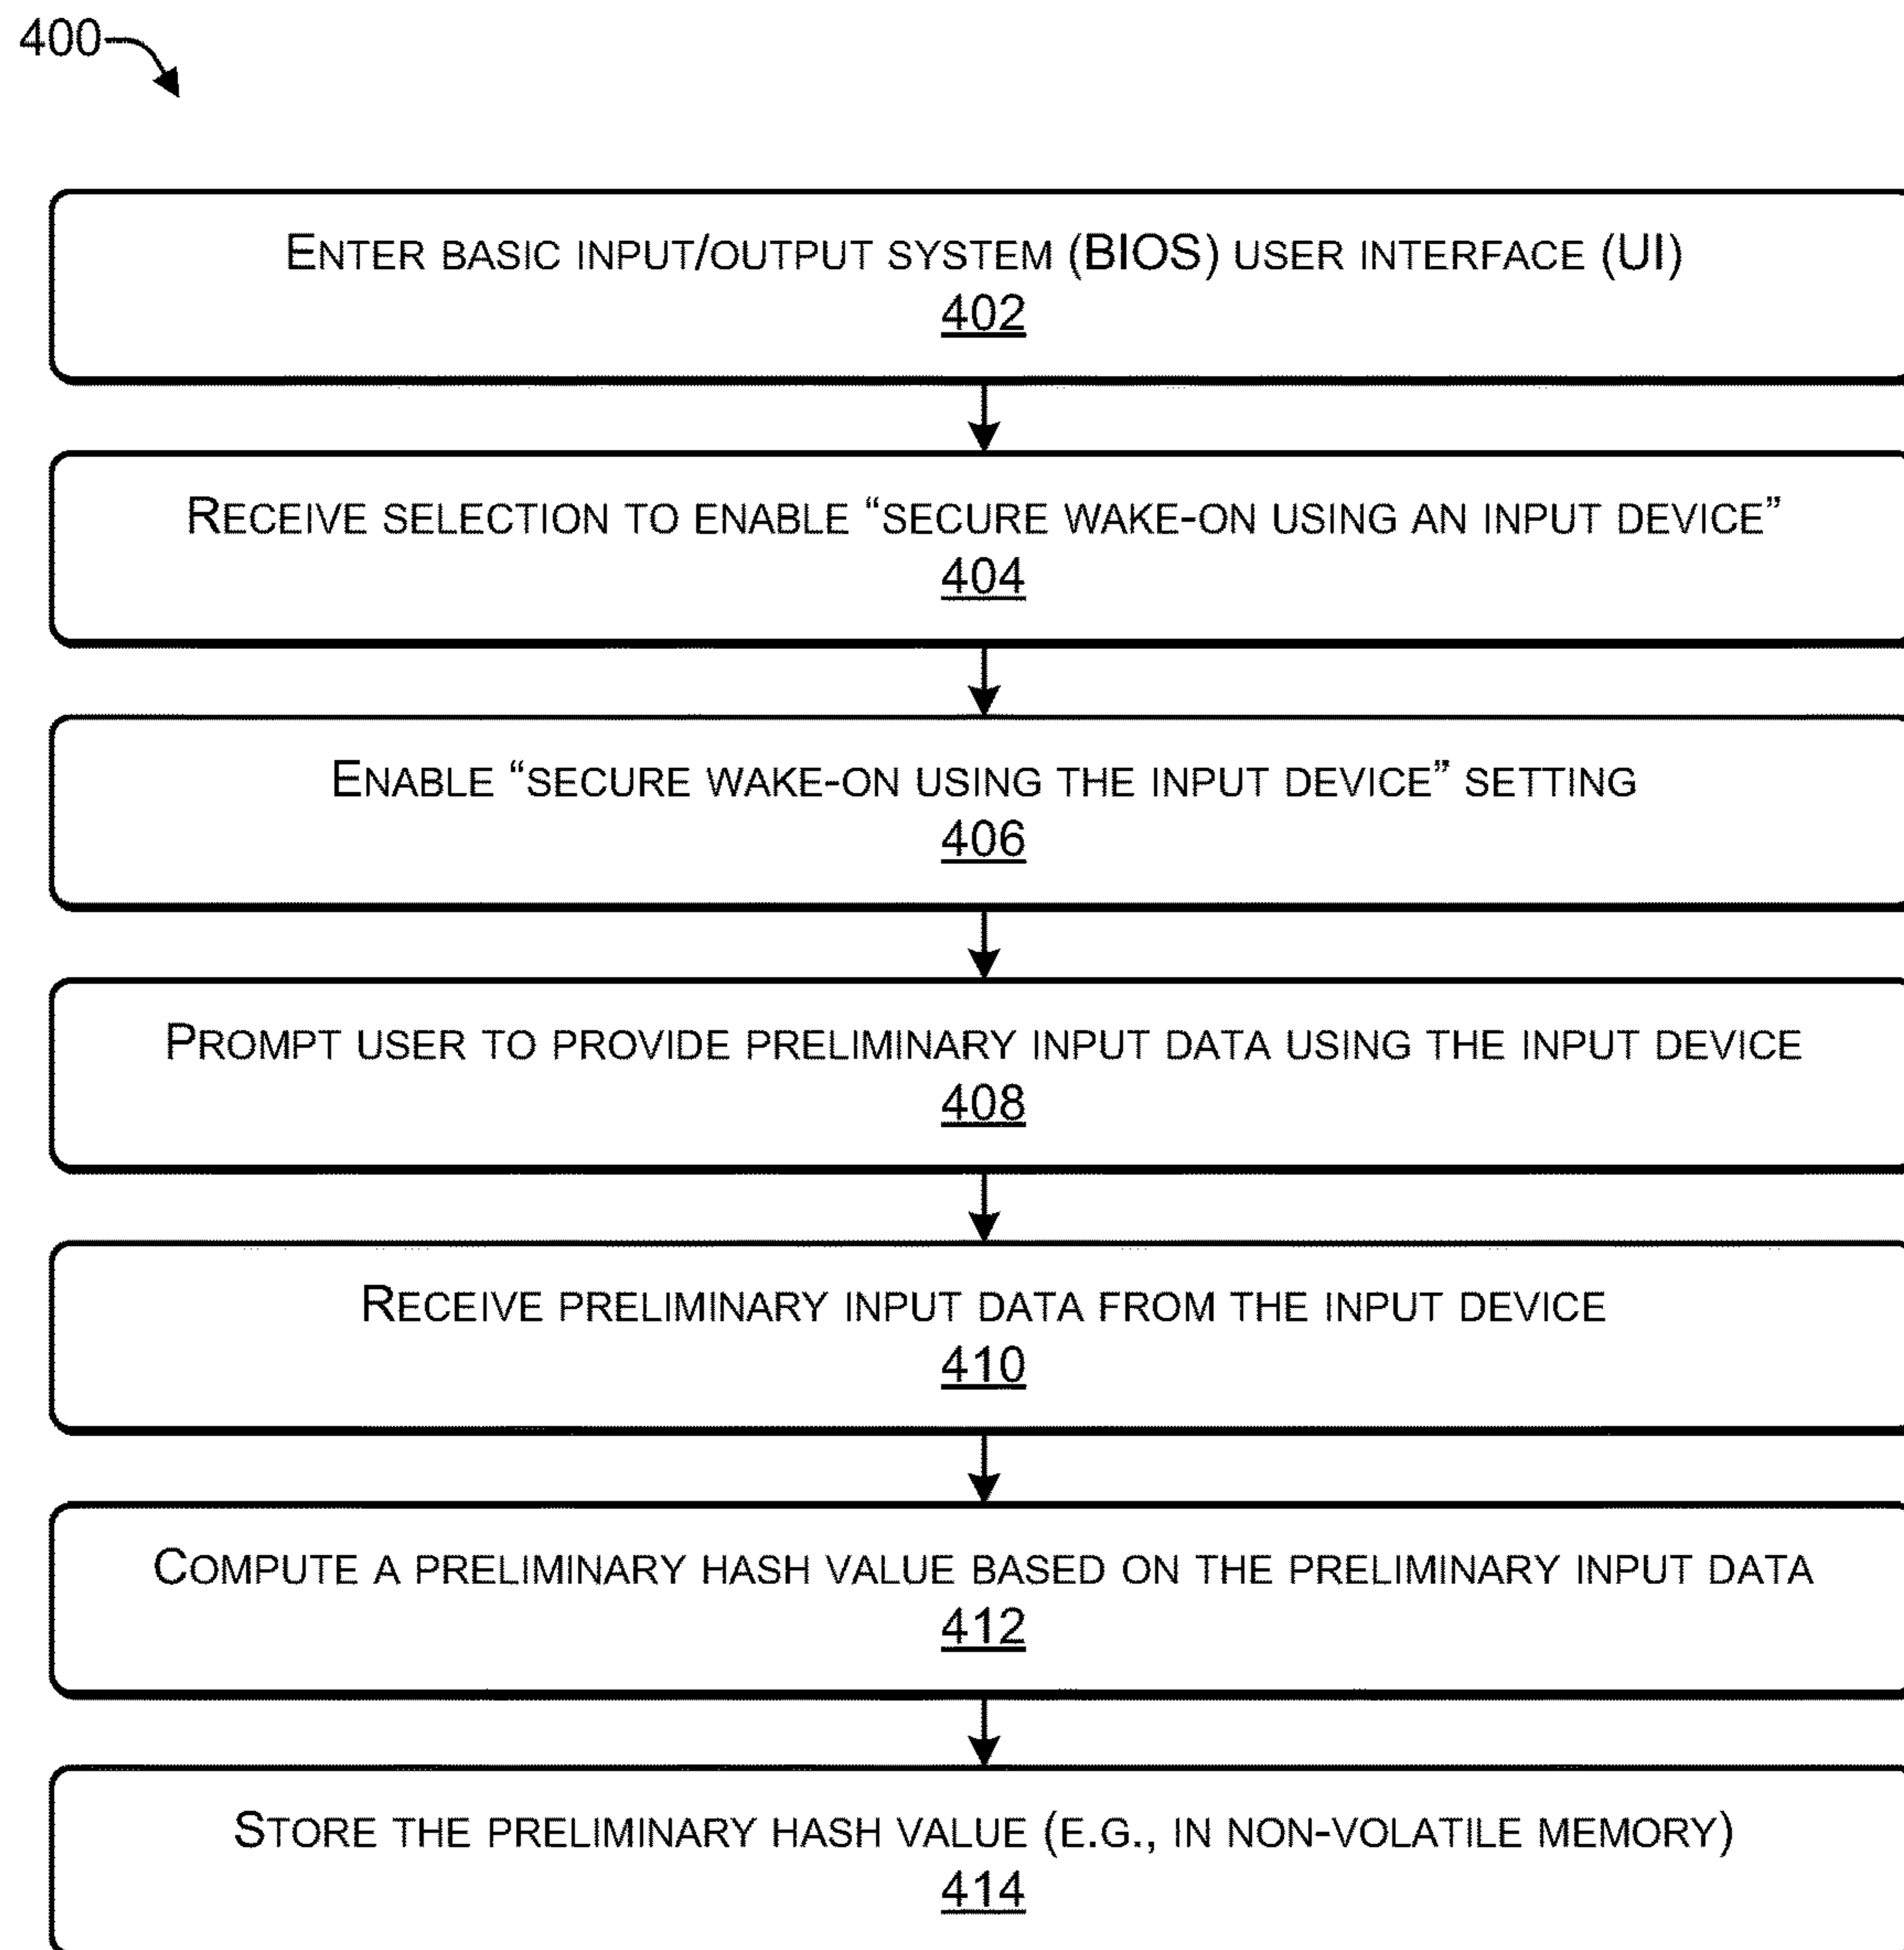 400
ENTER BASIC INPUT/OUTPUT SYSTEM (BIOS) USER INTERFACE (UI)
402
RECEIVE SELECTION TO ENABLE “SECURE WAKE-ON USING AN INPUT DEVICE”
404
ENABLE “SECURE WAKE-ON USING THE INPUT DEVICE” SETTING
406
PROMPT USER TO PROVIDE PRELIMINARY INPUT DATA USING THE INPUT DEVICE
408
RECEIVE PRELIMINARY INPUT DATA FROM THE INPUT DEVICE
410
COMPUTE A PRELIMINARY HASH VALUE BASED ON THE PRELIMINARY INPUT DATA
412
STORE THE PRELIMINARY HASH VALUE (E.G., IN NON-VOLATILE MEMORY)
414